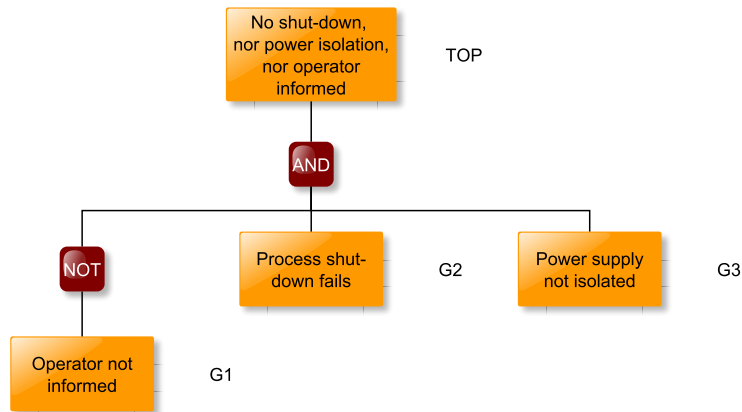 No shut-down,
nor power isolation,
nor operator
informed
TOP
AND
NOT
Process shut-
down fails
G2
Power supply
not isolated
G3
Operator not
informed
G1